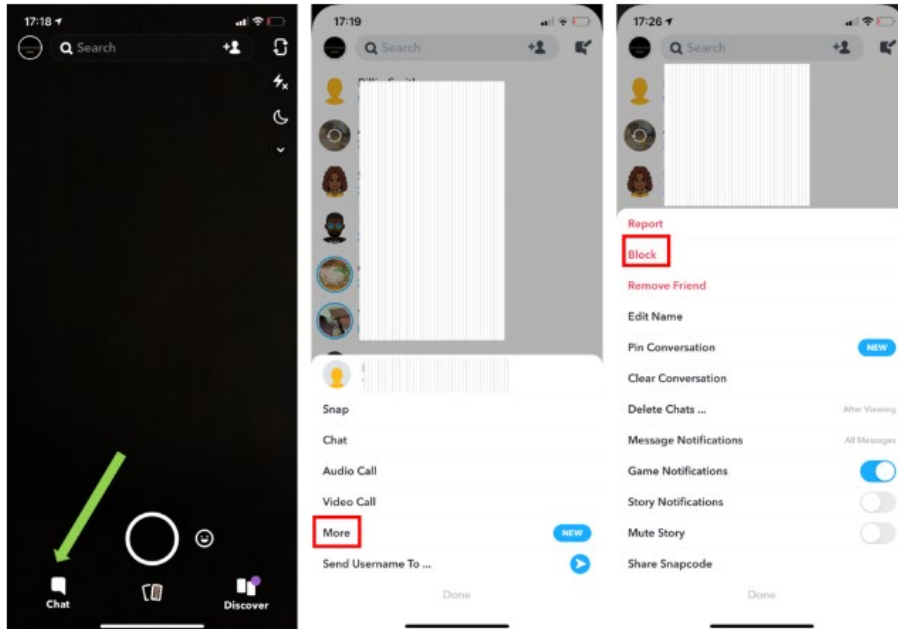 17:18
Search
Chat
Discover
17:19
Search
Snap
Chat
Audio Call
Video Call
More
NEW
Send Username To ...
Done
17:26
Search
Report
Block
Remove Friend
Edit Name
Pin Conversation
NEW
Clear Conversation
Delete Chats ...
After Viewing
Message Notifications
All Messages
Game Notifications
Story Notifications
Mute Story
Share Snapcode
Done